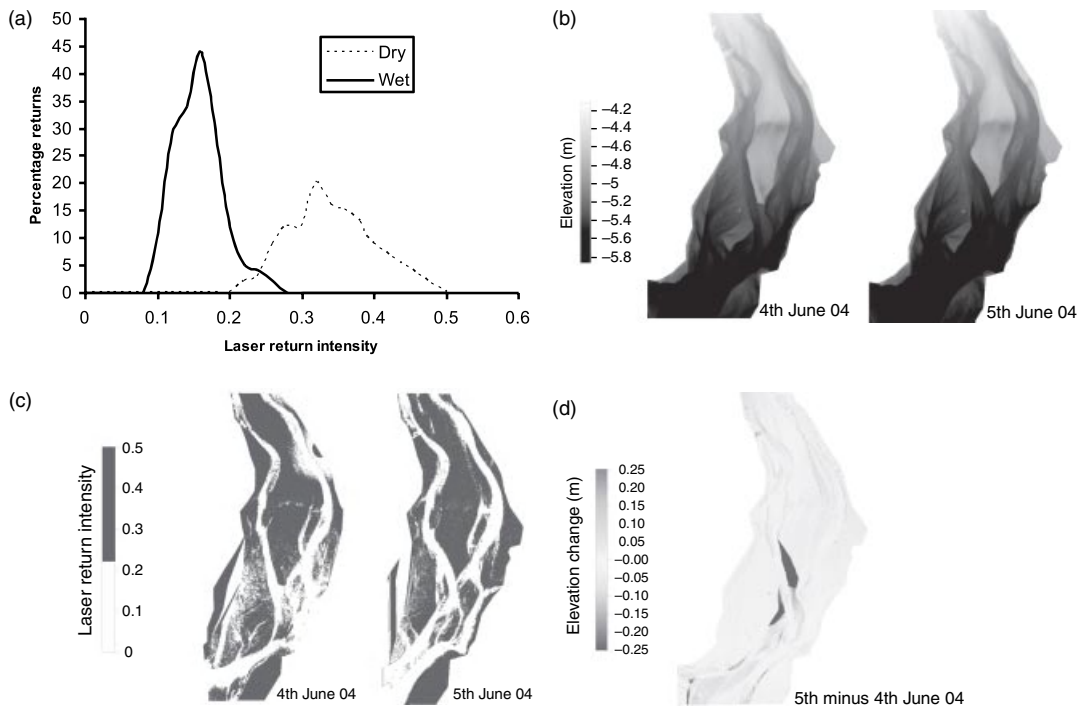 (a)
50
45
40
35
30
25
20
15
10
5
0
Percentage returns
Dry
Wet
0 0.1 0.2 0.3 0.4 0.5 0.6
Laser return intensity
(b)
Elevation (m)
–4.2
–4.4
–4.6
–4.8
–5
–5.2
–5.4
–5.6
–5.8
4th June 04
5th June 04
(c)
Laser return intensity
0.5
0.4
0.3
0.2
0.1
0
4th June 04
5th June 04
(d)
Elevation change (m)
0.25
0.20
0.15
0.10
0.05
–0.00
–0.05
–0.10
–0.15
–0.20
–0.25
5th minus 4th June 04